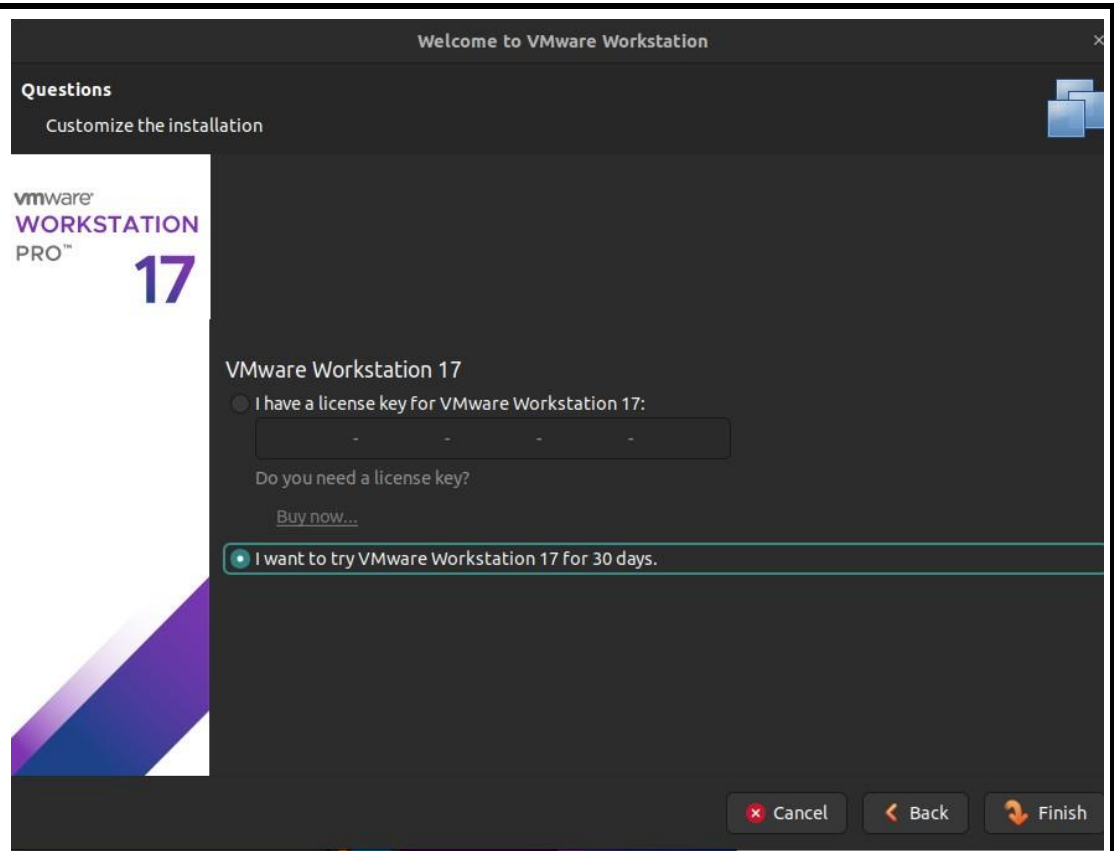 Welcome to VMware Workstation
Questions
Customize the installation
vmware
WORKSTATION
PRO™
17
VMware Workstation 17
I have a license key for VMware Workstation 17:
- - - -
Do you need a license key?
Buy now...
I want to try VMware Workstation 17 for 30 days.
Cancel Back Finish